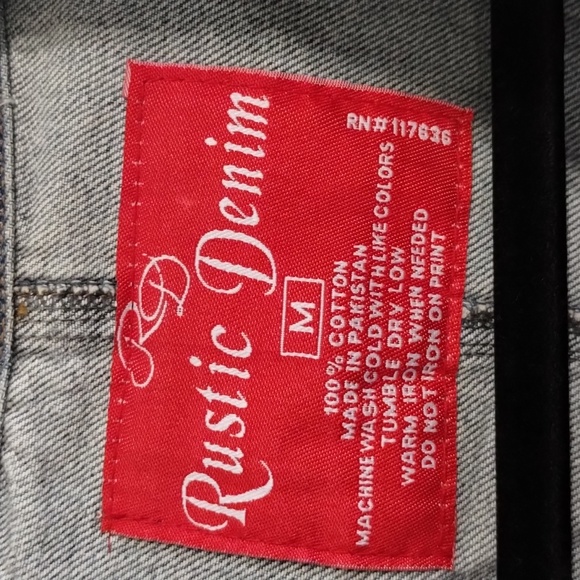 RD
Rustic Denim
M
100% COTTON
MADE IN PAKISTAN
MACHINE WASH COLD WITH LIKE COLORS
TUMBLE DRY LOW
WARM IRON WHEN NEEDED
DO NOT IRON ON PRINT
RN#117636